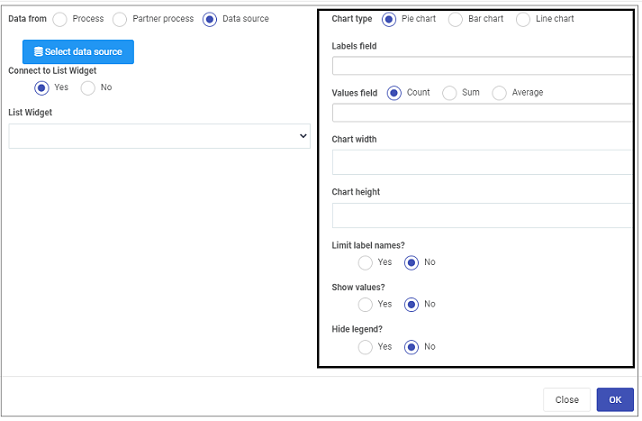 Data from Process Partner process Data source
Select data source
Connect to List Widget
Yes No
List Widget
Chart type Pie chart Bar chart Line chart
Labels field
Values field Count Sum Average
Chart width
Chart height
Limit label names?
Yes No
Show values?
Yes No
Hide legend?
Yes No
Close OK